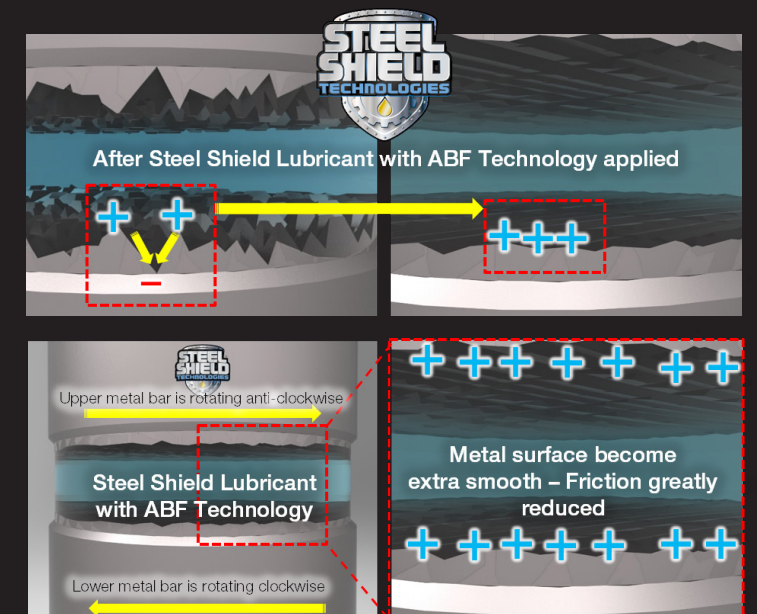 STEEL
SHIELD
TECHNOLOGIES
After Steel Shield Lubricant with ABF Technology applied
+ +
−
+++
STEEL
SHIELD
TECHNOLOGIES
Upper metal bar is rotating anti-clockwise
Steel Shield Lubricant
with ABF Technology
Lower metal bar is rotating clockwise
+ + + + + + +
Metal surface become
extra smooth – Friction greatly
reduced
+ + + + + + +